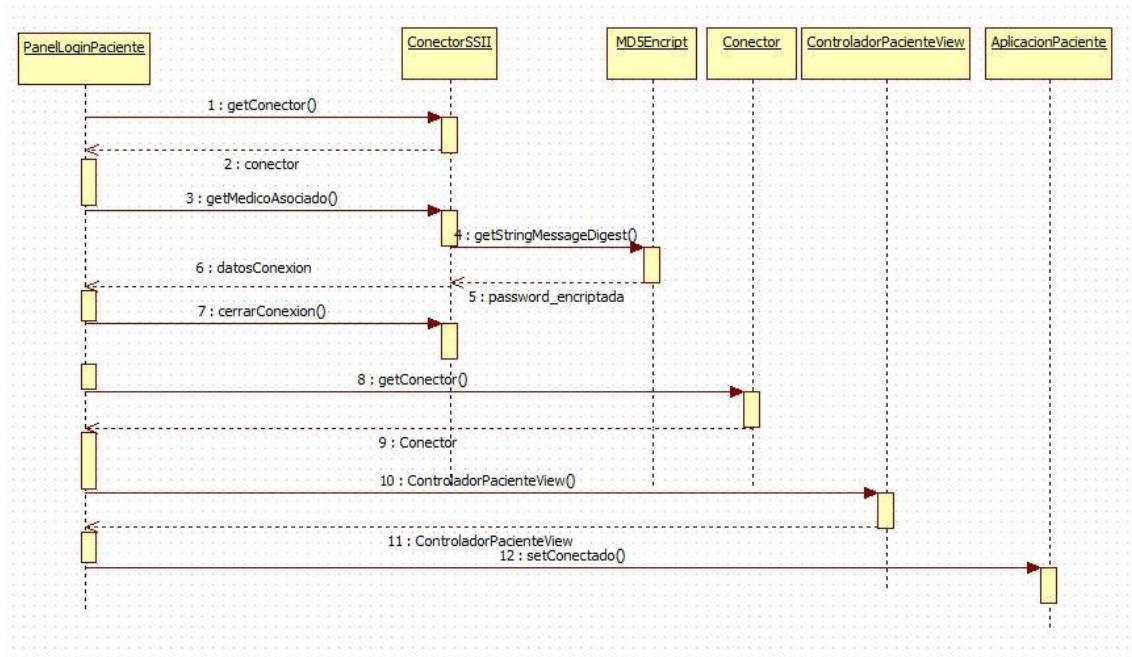 PanelLoginPaciente
ConectorSSII
MD5Encript
Conector
ControladorPacienteView
AplicacionPaciente
1 : getConector()
2 : conector
3 : getMedicoAsociado()
4 : getStringMessageDigest()
6 : datosConexion
5 : password_encriptada
7 : cerrarConexion()
8 : getConector()
9 : Conector
10 : ControladorPacienteView()
11 : ControladorPacienteView
12 : setConectado()